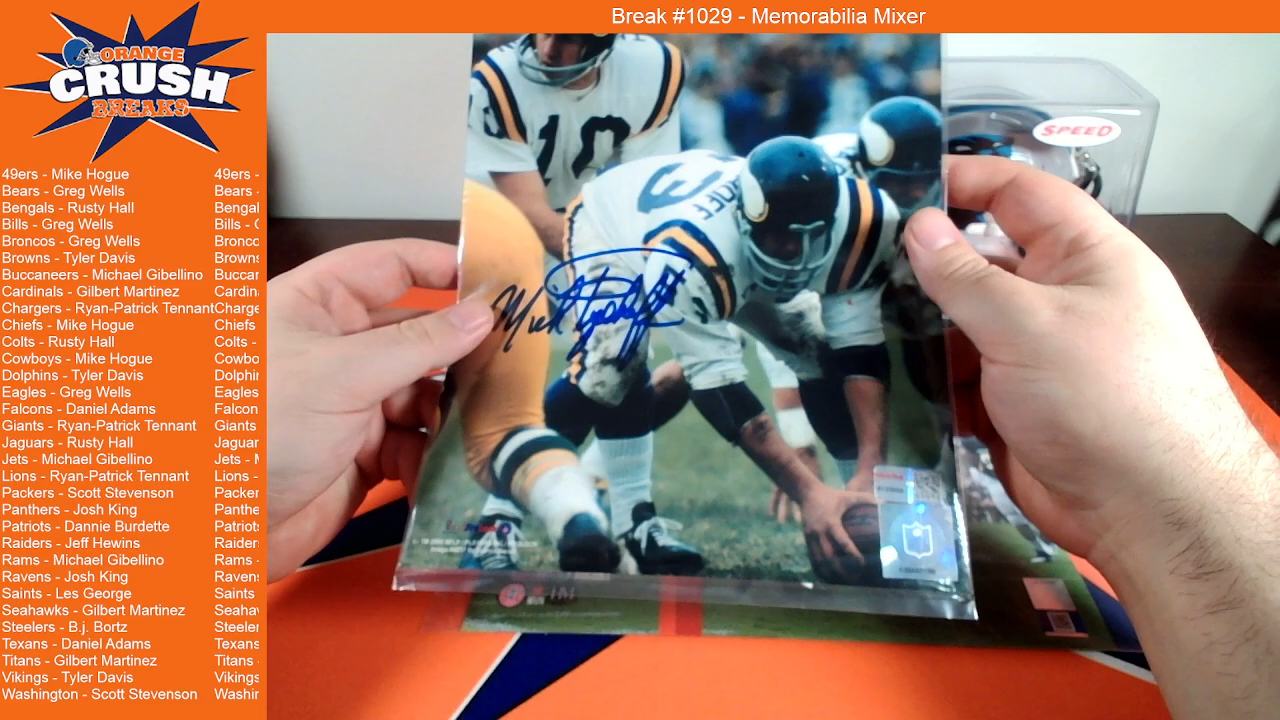 Break #1029 - Memorabilia Mixer
ORANGE
CRUSH
BREAKS
49ers - Mike Hogue
Bears - Greg Wells
Bengals - Rusty Hall
Bills - Greg Wells
Broncos - Greg Wells
Browns - Tyler Davis
Buccaneers - Michael Gibellino
Cardinals - Gilbert Martinez
Chargers - Ryan-Patrick Tennant
Chiefs - Mike Hogue
Colts - Rusty Hall
Cowboys - Mike Hogue
Dolphins - Tyler Davis
Eagles - Greg Wells
Falcons - Daniel Adams
Giants - Ryan-Patrick Tennant
Jaguars - Rusty Hall
Jets - Michael Gibellino
Lions - Ryan-Patrick Tennant
Packers - Scott Stevenson
Panthers - Josh King
Patriots - Dannie Burdette
Raiders - Jeff Hewins
Rams - Michael Gibellino
Ravens - Josh King
Saints - Les George
Seahawks - Gilbert Martinez
Steelers - B.j. Bortz
Texans - Daniel Adams
Titans - Gilbert Martinez
Vikings - Tyler Davis
Washington - Scott Stevenson
49ers -
Bears -
Bengal
Bills - G
Bronco
Browns
Buccar
Cardin
Charge
Chiefs
Colts -
Cowbo
Dolphin
Eagles
Falcon
Giants
Jaguar
Jets - M
Lions -
Packer
Panthe
Patriots
Raider
Rams -
Ravens
Saints
Seahav
Steeler
Texans
Titans -
Vikings
Washin
10
SPEED
NFL